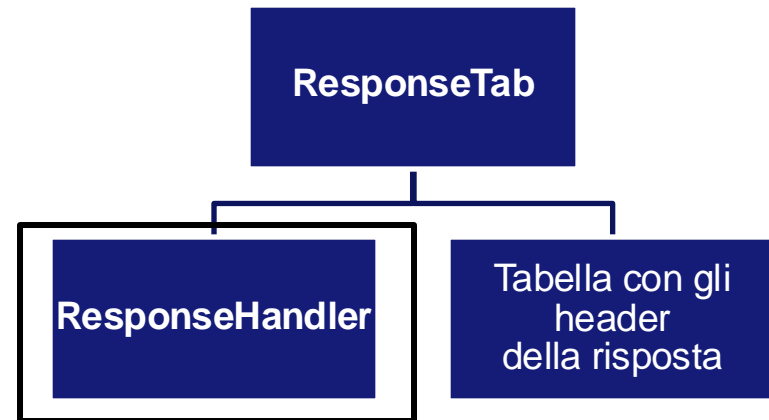 ResponseTab
ResponseHandler
Tabella con gli
header
della risposta